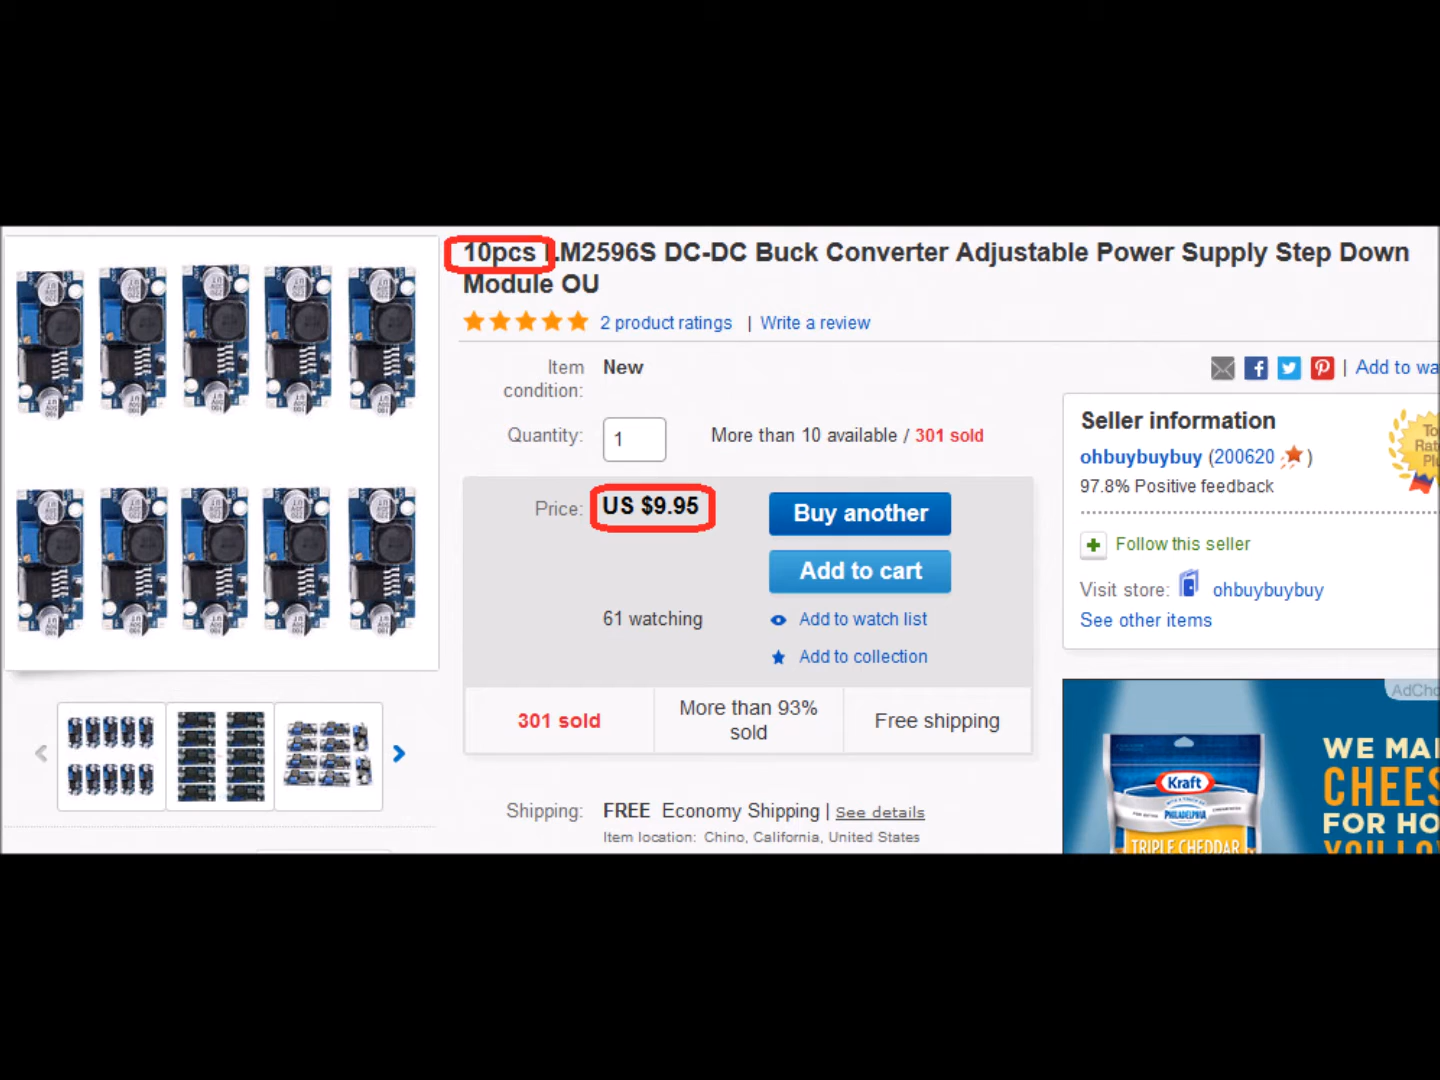 10pcs LM2596S DC-DC Buck Converter Adjustable Power Supply Step Down
Module OU
2 product ratings | Write a review
Item condition: New
Quantity: 1 More than 10 available / 301 sold
Price: US $9.95
Buy another
Add to cart
61 watching
Add to watch list
Add to collection
301 sold
More than 93% sold
Free shipping
Shipping: FREE Economy Shipping | See details
Item location: Chino, California, United States
| Add to wa
Seller information
ohbuybuybuy (200620 )
97.8% Positive feedback
Follow this seller
Visit store: ohbuybuybuy
See other items
AdCho
Kraft
PHILADELPHIA
TRIPLE CHEDDAR
WE MA
CHEES
FOR HO
YOU LO